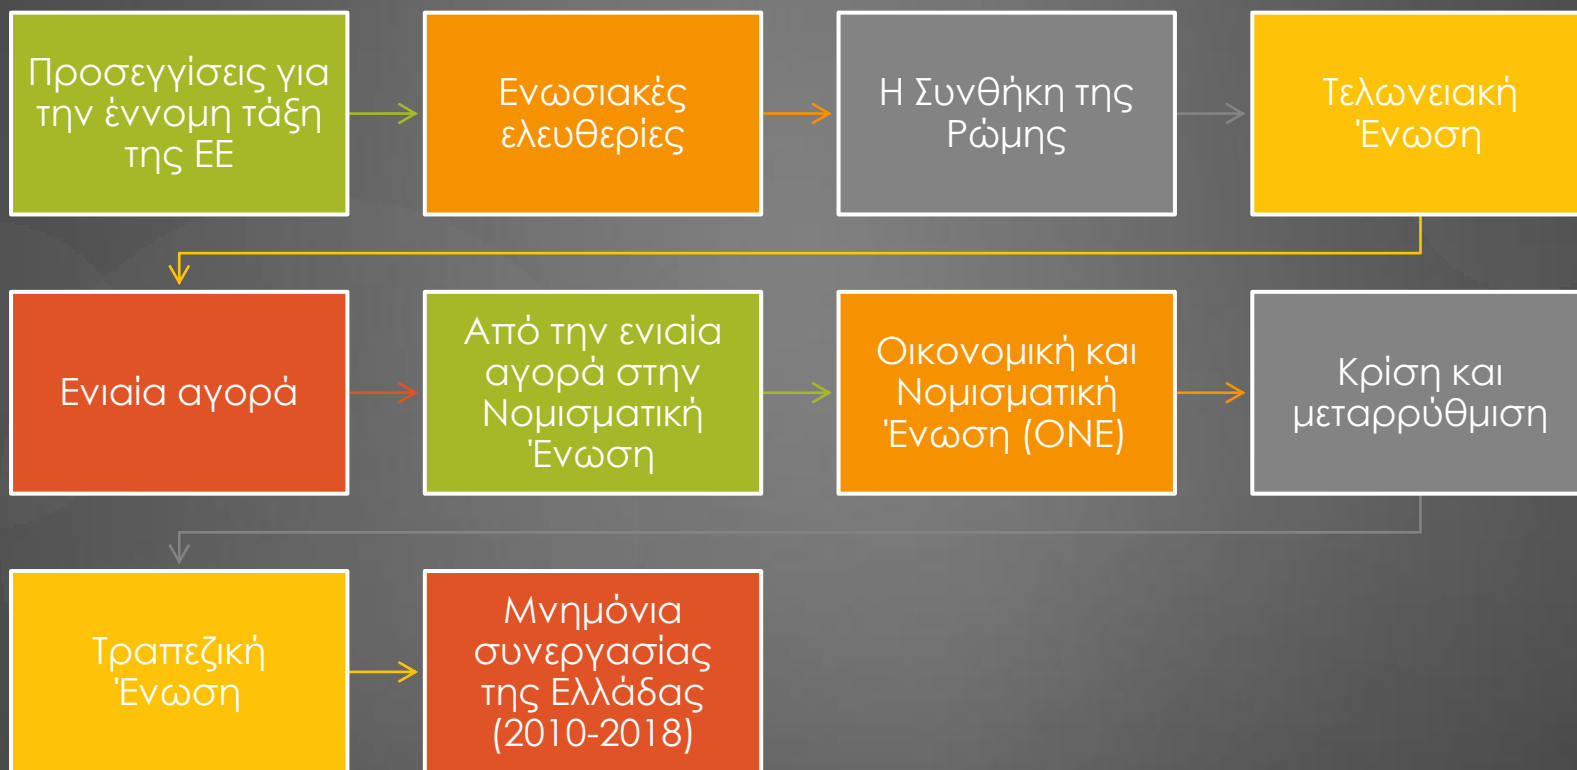 Προσεγγίσεις για
την έννομη τάξη
της ΕΕ
Ενωσιακές
ελευθερίες
Η Συνθήκη της
Ρώμης
Τελωνειακή
Ένωση
Ενιαία αγορά
Από την ενιαία
αγορά στην
Νομισματική
Ένωση
Οικονομική και
Νομισματική
Ένωση (ΟΝΕ)
Κρίση και
μεταρρύθμιση
Τραπεζική
Ένωση
Μνημόνια
συνεργασίας
της Ελλάδας
(2010-2018)